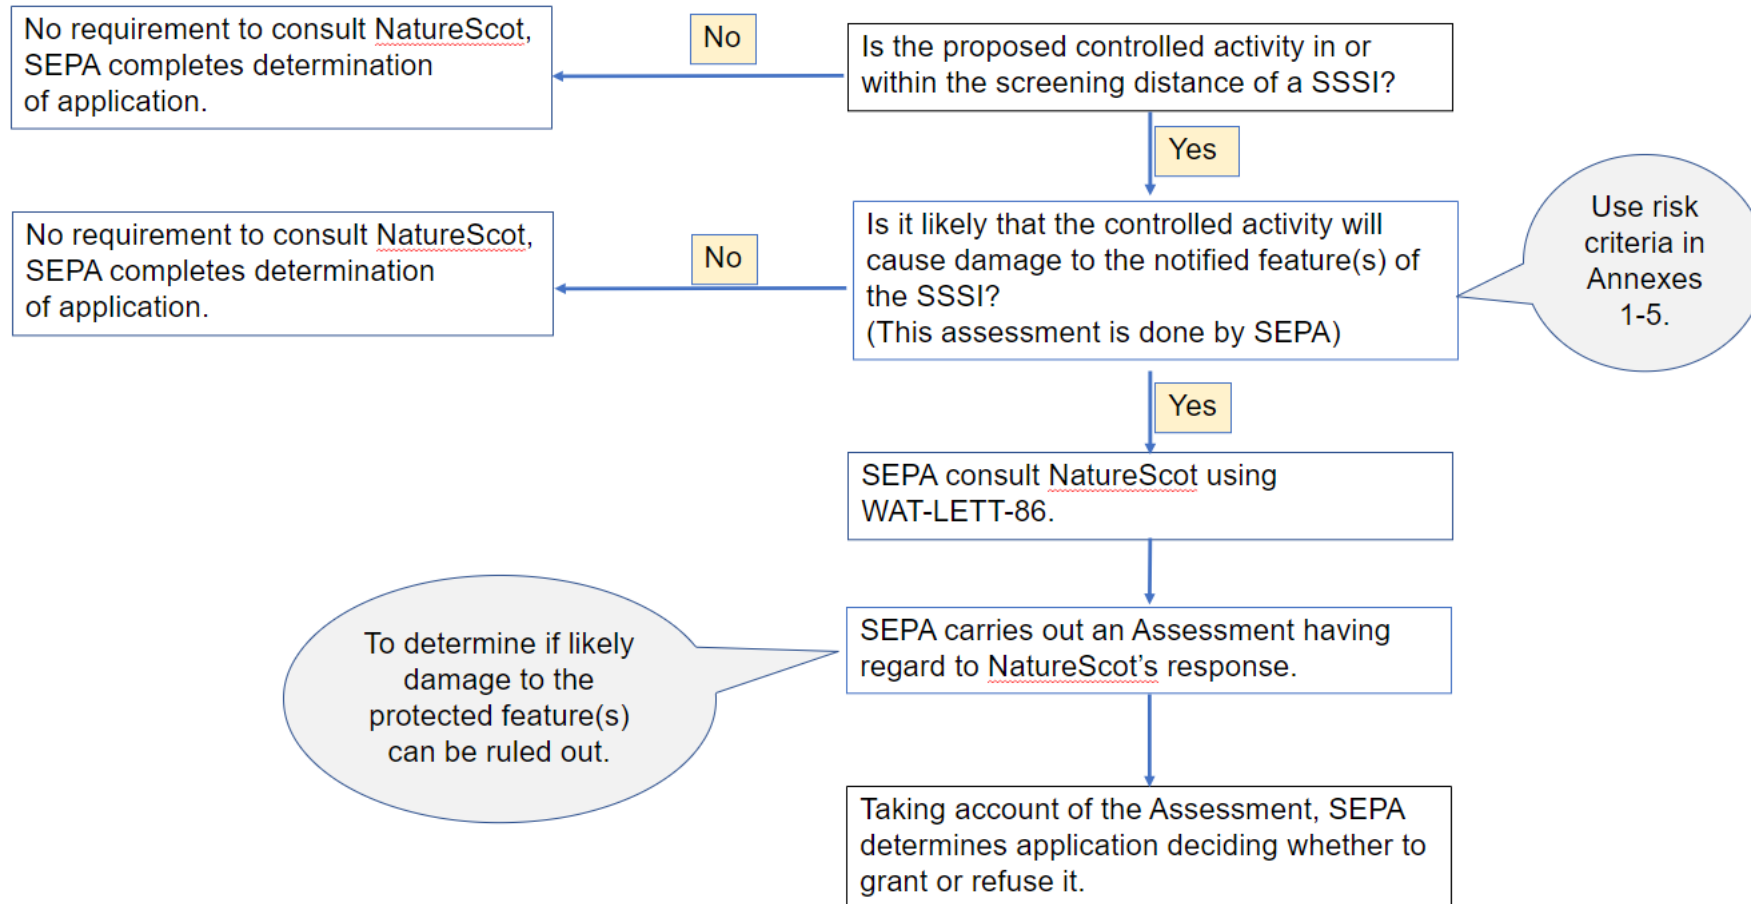 No requirement to consult NatureScot,
SEPA completes determination
of application.
No
Is the proposed controlled activity in or
within the screening distance of a SSSI?
Yes
No requirement to consult NatureScot,
SEPA completes determination
of application.
No
Is it likely that the controlled activity will
cause damage to the notified feature(s) of
the SSSI?
(This assessment is done by SEPA)
Use risk
criteria in
Annexes
1-5.
Yes
SEPA consult NatureScot using
WAT-LETT-86.
To determine if likely
damage to the
protected feature(s)
can be ruled out.
SEPA carries out an Assessment having
regard to NatureScot’s response.
Taking account of the Assessment, SEPA
determines application deciding whether to
grant or refuse it.